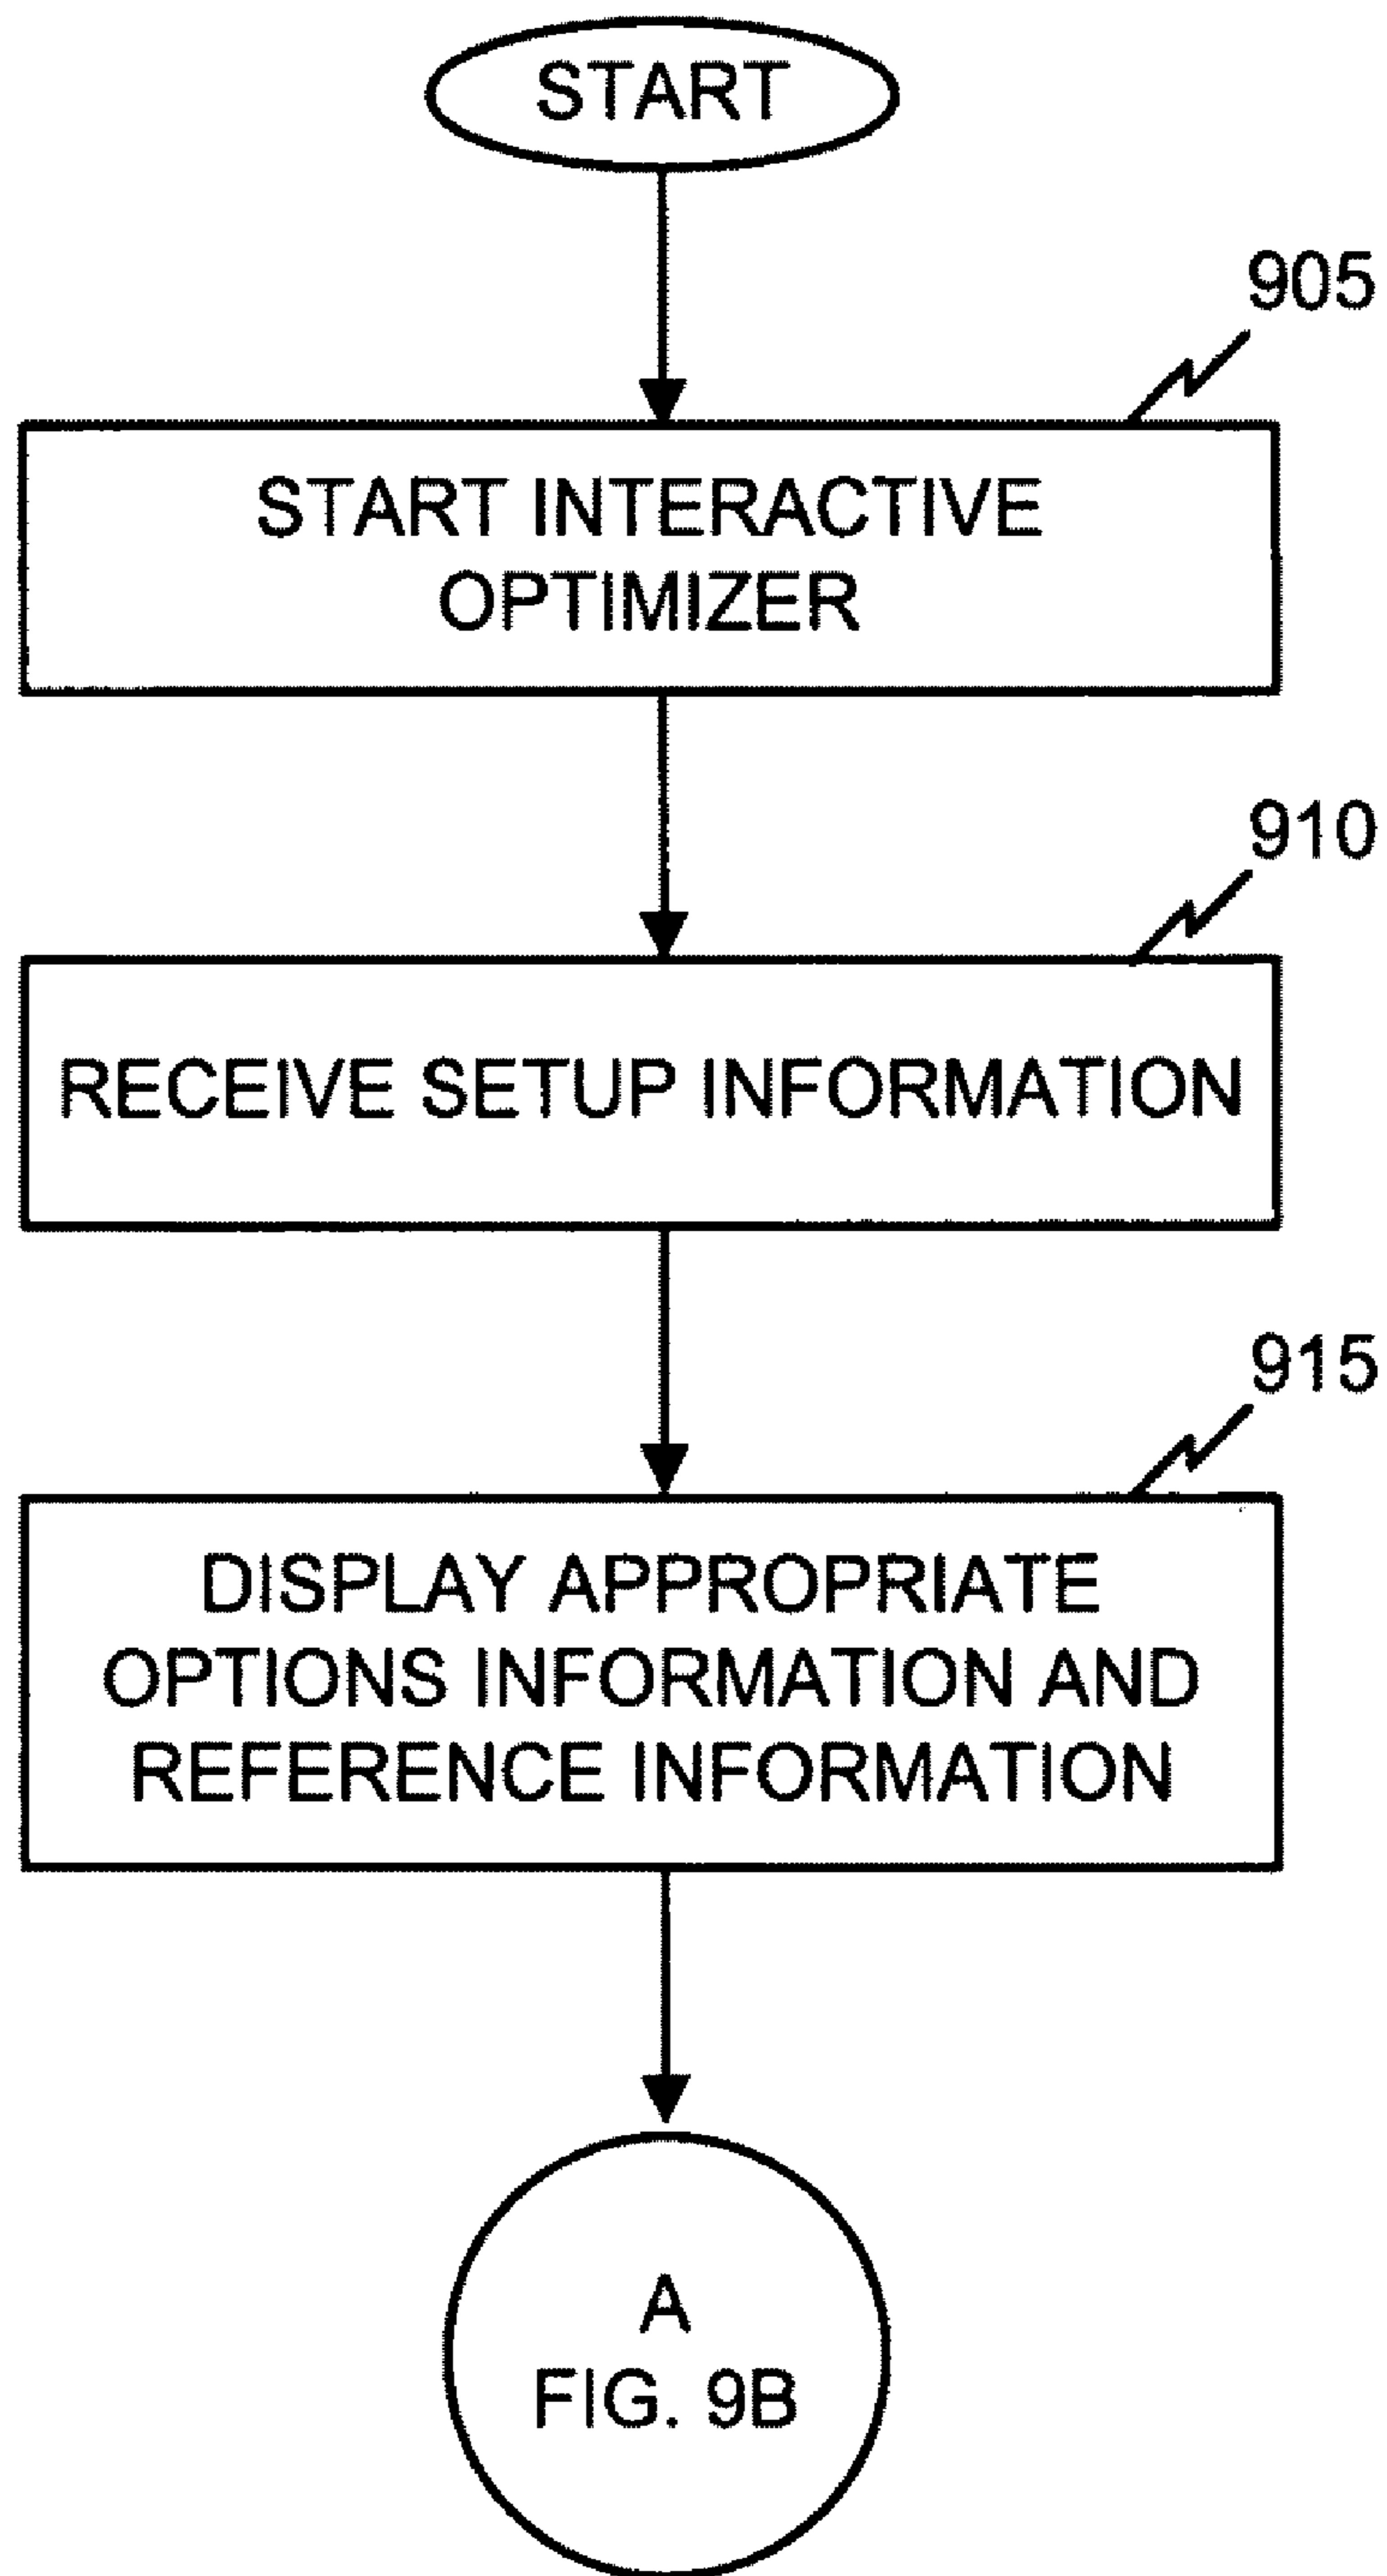 START
905
START INTERACTIVE
OPTIMIZER
910
RECEIVE SETUP INFORMATION
915
DISPLAY APPROPRIATE
OPTIONS INFORMATION AND
REFERENCE INFORMATION
A
FIG. 9B